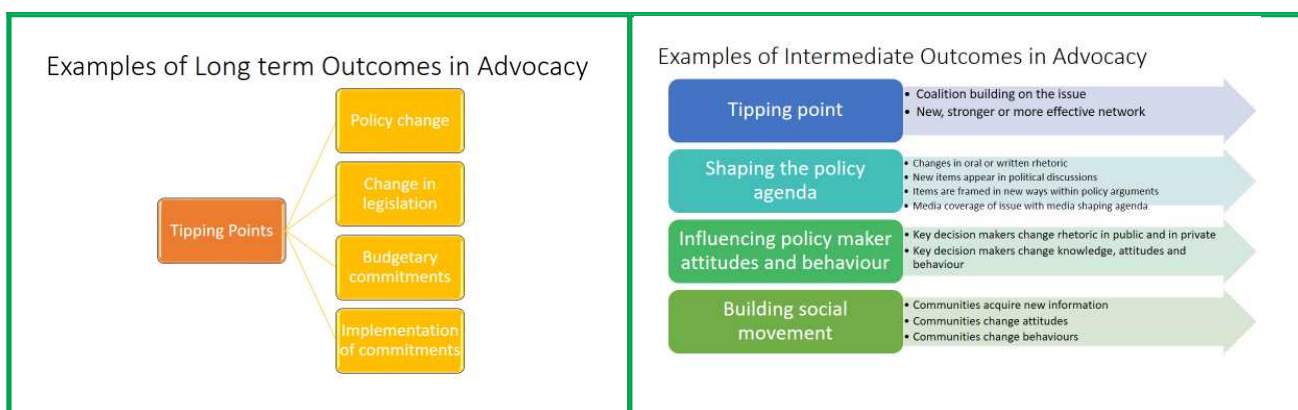 Examples of Long term Outcomes in Advocacy
Tipping Points
Policy change
Change in
legislation
Budgetary
commitments
Implementation
of commitments
Examples of Intermediate Outcomes in Advocacy
Tipping point
• Coalition building on the issue
• New, stronger or more effective network
Shaping the policy
agenda
• Changes in oral or written rhetoric
• New items appear in political discussions
• Items are framed in new ways within policy arguments
• Media coverage of issue with media shaping agenda
Influencing policy maker
attitudes and behaviour
• Key decision makers change rhetoric in public and in private
• Key decision makers change knowledge, attitudes and
behaviour
Building social
movement
• Communities acquire new information
• Communities change attitudes
• Communities change behaviours